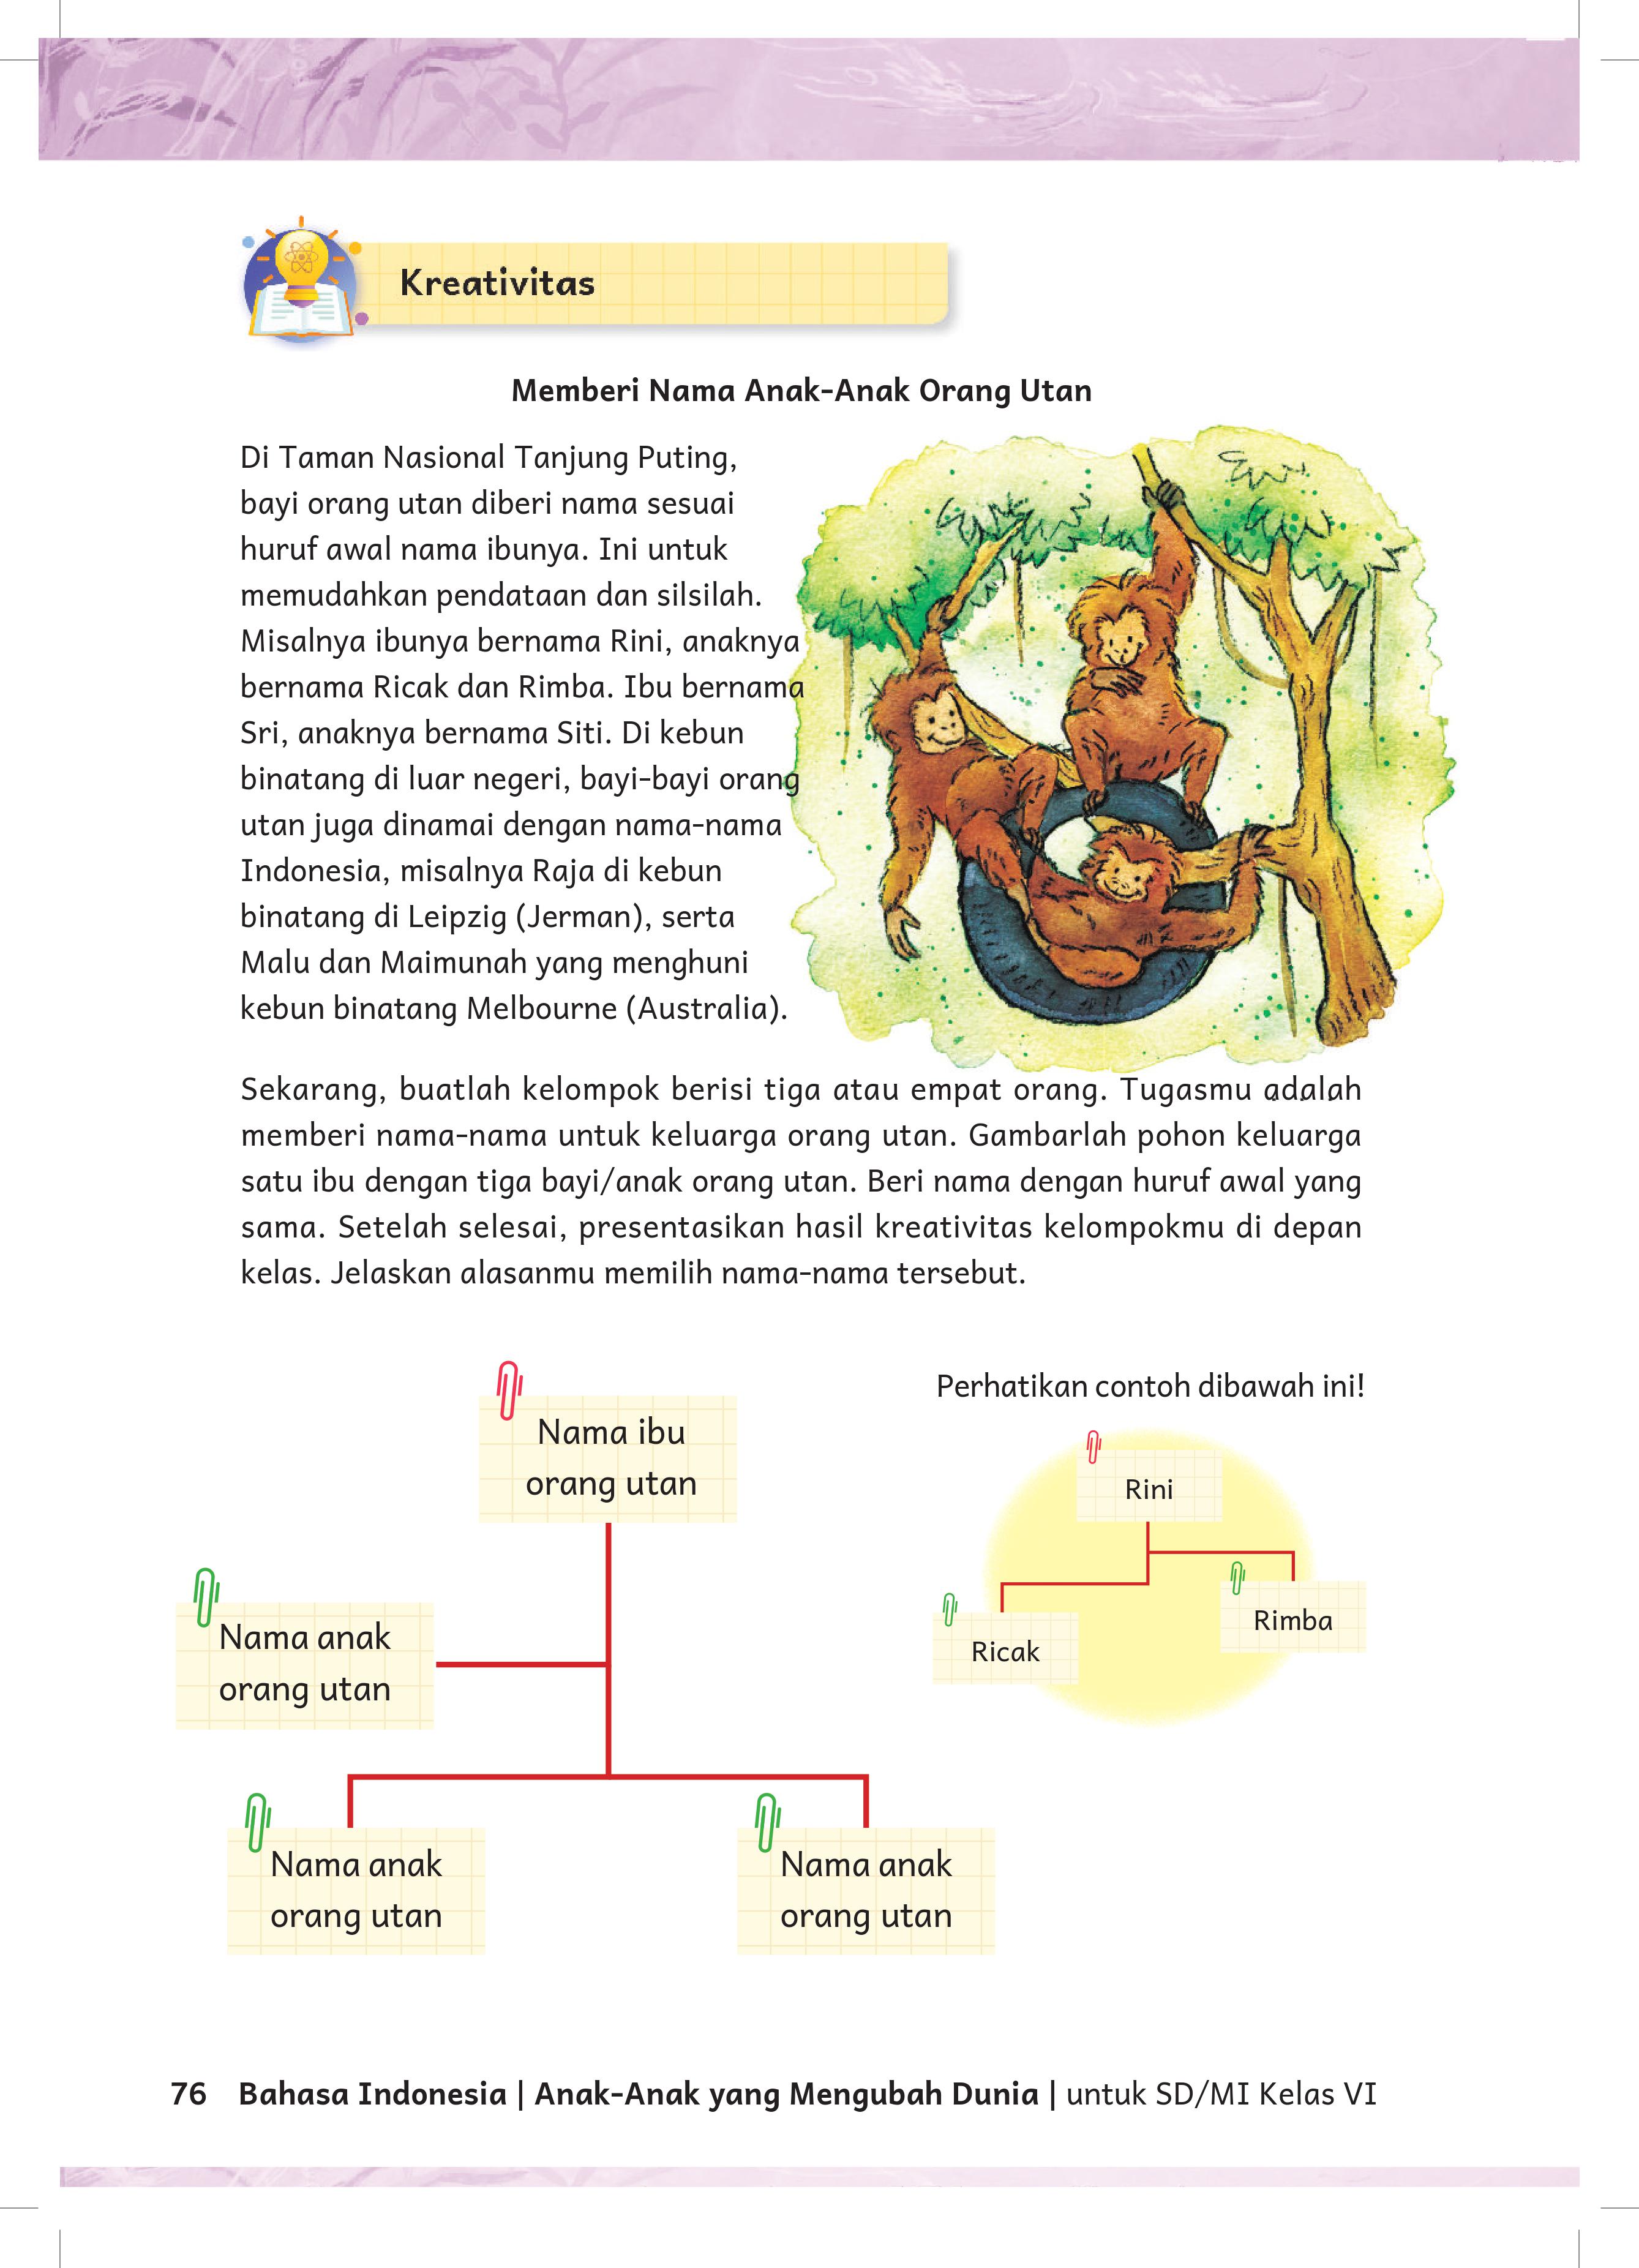 Kreativitas
Memberi Nama Anak-Anak Orang Utan
Di Taman Nasional Tanjung Puting,
bayi orang utan diberi nama sesuai
huruf awal nama ibunya. Ini untuk
memudahkan pendataan dan silsilah.
Misalnya ibunya bernama Rini, anaknya
bernama Ricak dan Rimba. Ibu bernama
Sri, anaknya bernama Siti. Di kebun
binatang di luar negeri, bayi-bayi orang
utan juga dinamai dengan nama-nama
Indonesia, misalnya Raja di kebun
binatang di Leipzig (Jerman), serta
Malu dan Maimunah yang menghuni
kebun binatang Melbourne (Australia).
Sekarang, buatlah kelompok berisi tiga atau empat orang. Tugasmu adalah
memberi nama-nama untuk keluarga orang utan. Gambarlah pohon keluarga
satu ibu dengan tiga bayi/anak orang utan. Beri nama dengan huruf awal yang
sama. Setelah selesai, presentasikan hasil kreativitas kelompokmu di depan
kelas. Jelaskan alasanmu memilih nama-nama tersebut.
Nama ibu
orang utan
Nama anak
orang utan
Nama anak
orang utan
Nama anak
orang utan
Perhatikan contoh dibawah ini!
Rini
Rimba
Ricak
76 Bahasa Indonesia | Anak-Anak yang Mengubah Dunia | untuk SD/MI Kelas VI